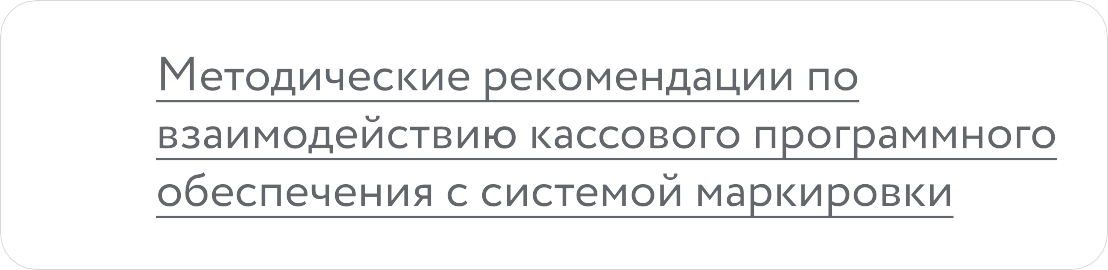 Методические рекомендации по
взаимодействию кассового программного
обеспечения с системой маркировки